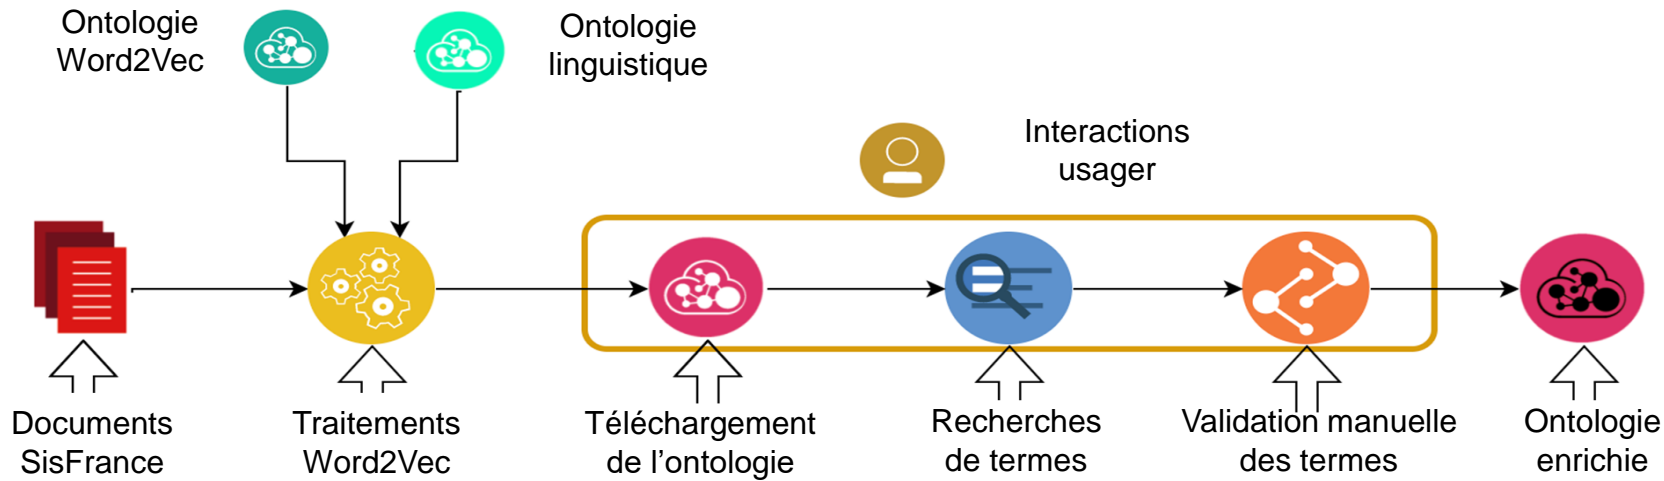 Ontologie
Word2Vec
Ontologie
linguistique
Interactions
usager
Documents
SisFrance
Traitements
Word2Vec
Téléchargement
de l’ontologie
Recherches
de termes
Validation manuelle
des termes
Ontologie
enrichie